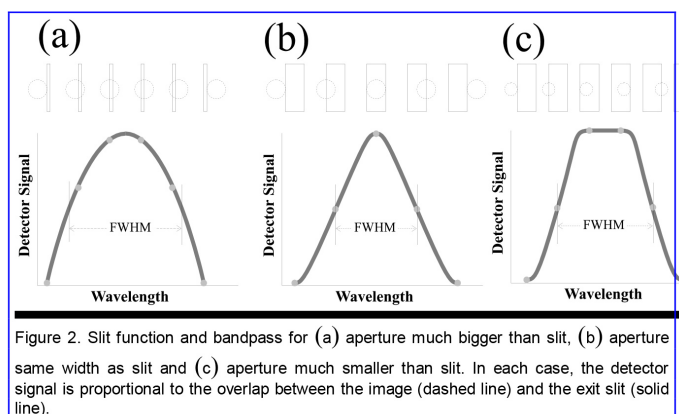 (a)
(b)
(c)
Detector Signal
FWHM
Wavelength
Detector Signal
FWHM
Wavelength
Detector Signal
FWHM
Wavelength
Figure 2. Slit function and bandpass for (a) aperture much bigger than slit, (b) aperture
same width as slit and (c) aperture much smaller than slit. In each case, the detector
signal is proportional to the overlap between the image (dashed line) and the exit slit (solid
line).